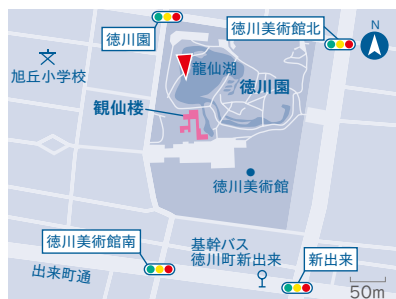 徳川園
徳川美術館北
N
旭丘小学校
龍仙湖
徳川園
観仙楼
徳川美術館
徳川美術館南
基幹バス
徳川町新出来
新出来
出来町通
50m